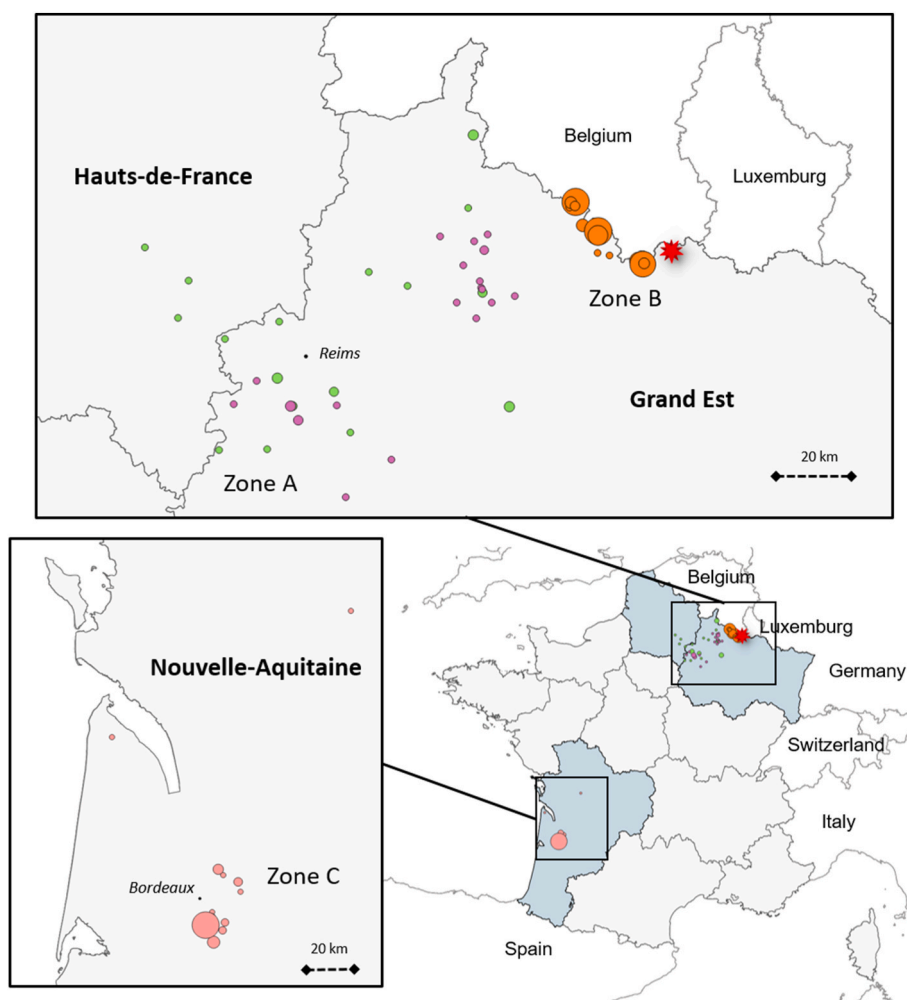 Belgium
Hauts-de-France
Luxemburg
Zone B
Reims
Grand Est
20 km
Zone A
Belgium
Luxemburg
Nouvelle-Aquitaine
Germany
Switzerland
Italy
Zone C
Bordeaux
20 km
Spain